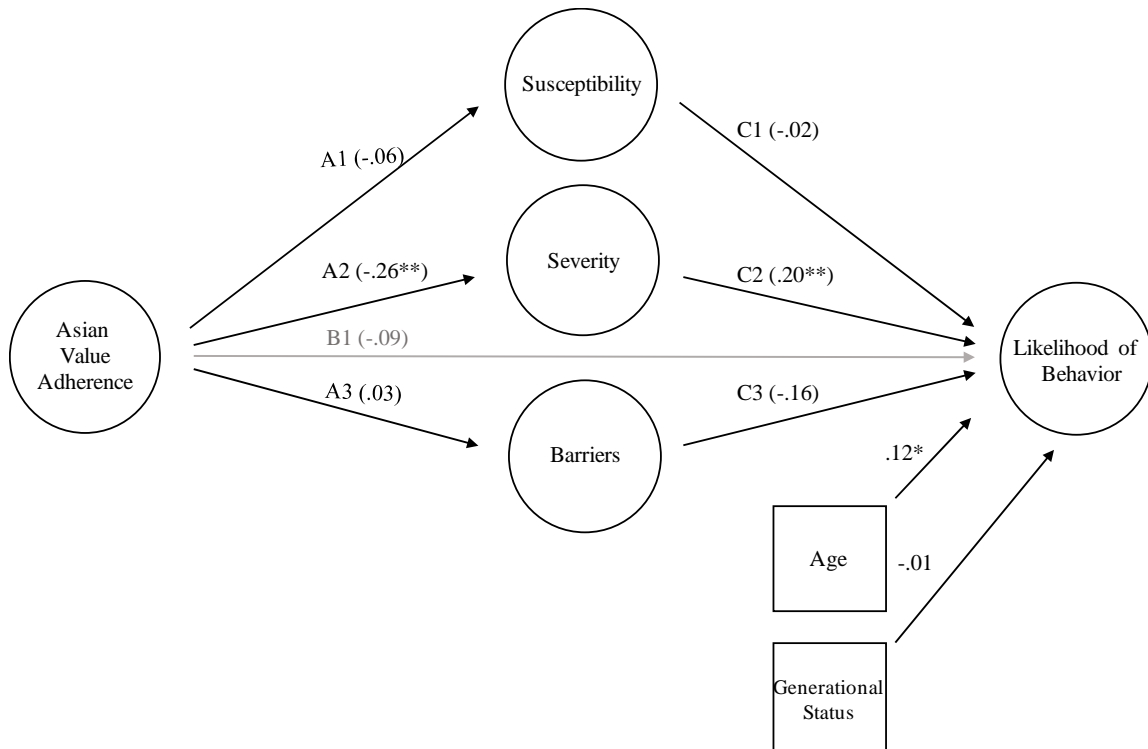 Susceptibility
C1 (-.02)
A1 (-.06)
Severity
A2 (-.26**)
C2 (.20**)
Asian
Value
Adherence
B1 (-.09)
Likelihood of
Behavior
A3 (.03)
C3 (-.16)
Barriers
.12*
Age
-.01
Generational
Status